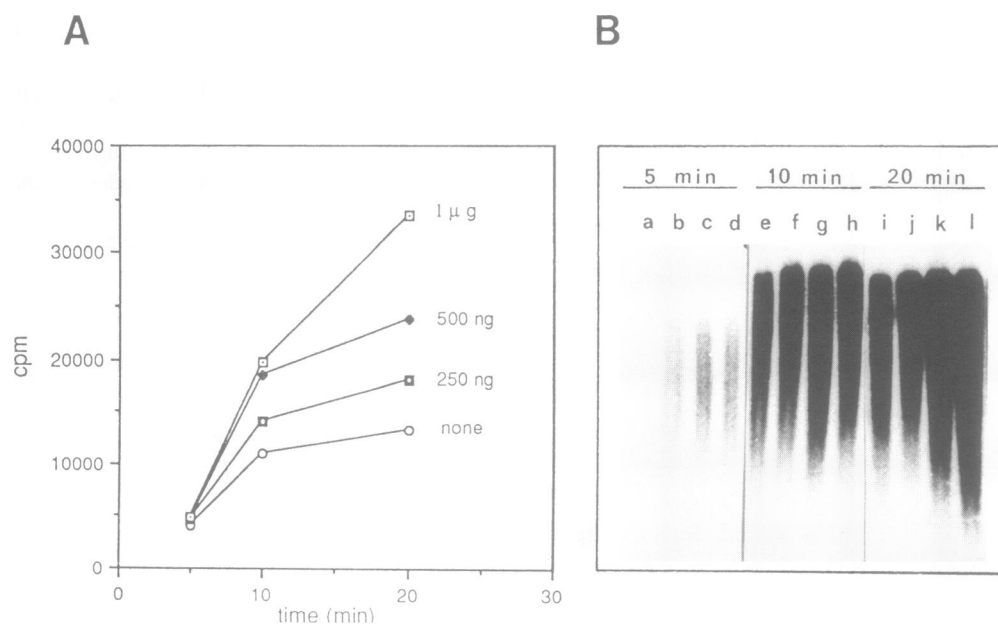 A
B
40000
30000
20000
10000
0
cpm
0
10
20
30
time (min)
1 µg
500 ng
250 ng
none
5 min
10 min
20 min
a b c d e f g h i j k l